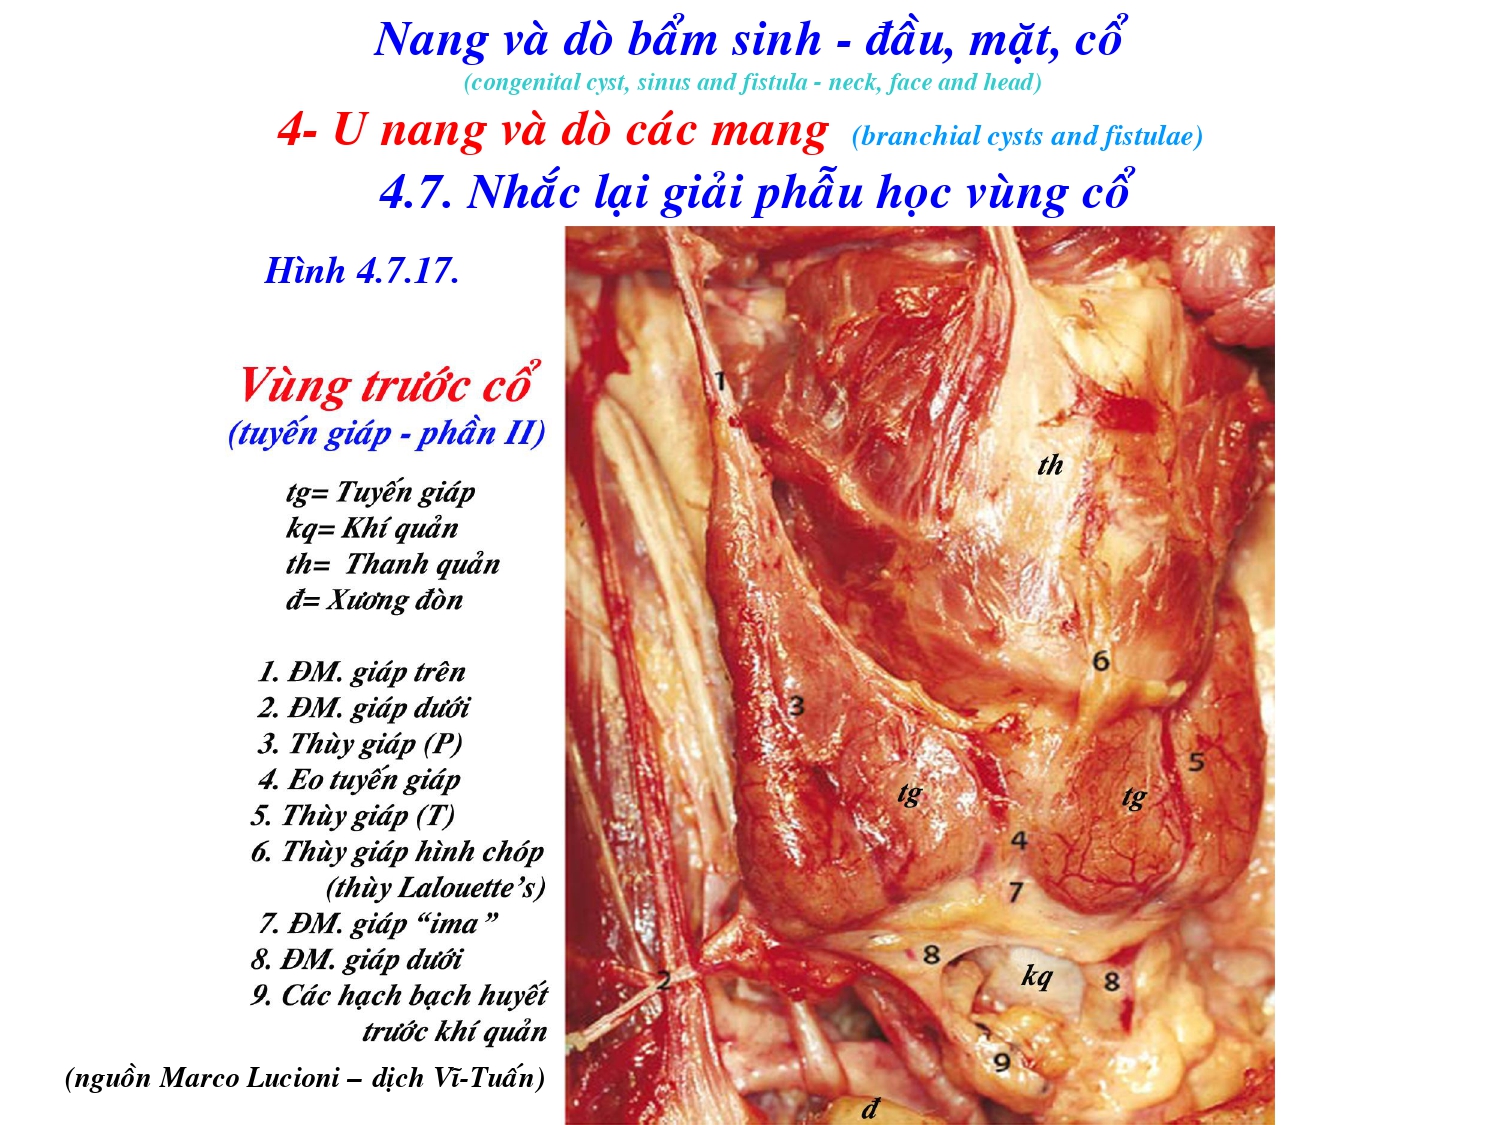 Nang và dò bẩm sinh - đầu, mặt, cổ
(congenital cyst, sinus and fistula - neck, face and head)
4- U nang và dò các mang (branchial cysts and fistulae)
4.7. Nhắc lại giải phẫu học vùng cổ
Hình 4.7.17.
Vùng trước cổ
(tuyến giáp - phần II)
tg= Tuyến giáp
kq= Khí quản
th= Thanh quản
đ= Xương đòn
1. ĐM. giáp trên
2. ĐM. giáp dưới
3. Thùy giáp (P)
4. Eo tuyến giáp
5. Thùy giáp (T)
6. Thùy giáp hình chóp
(thùy Lalouette’s)
7. ĐM. giáp “ima”
8. ĐM. giáp dưới
9. Các hạch bạch huyết
trước khí quản
(nguồn Marco Lucioni – dịch Vĩ-Tuấn)
1
th
6
3
5
tg
tg
4
7
8
2
kq
8
9
đ